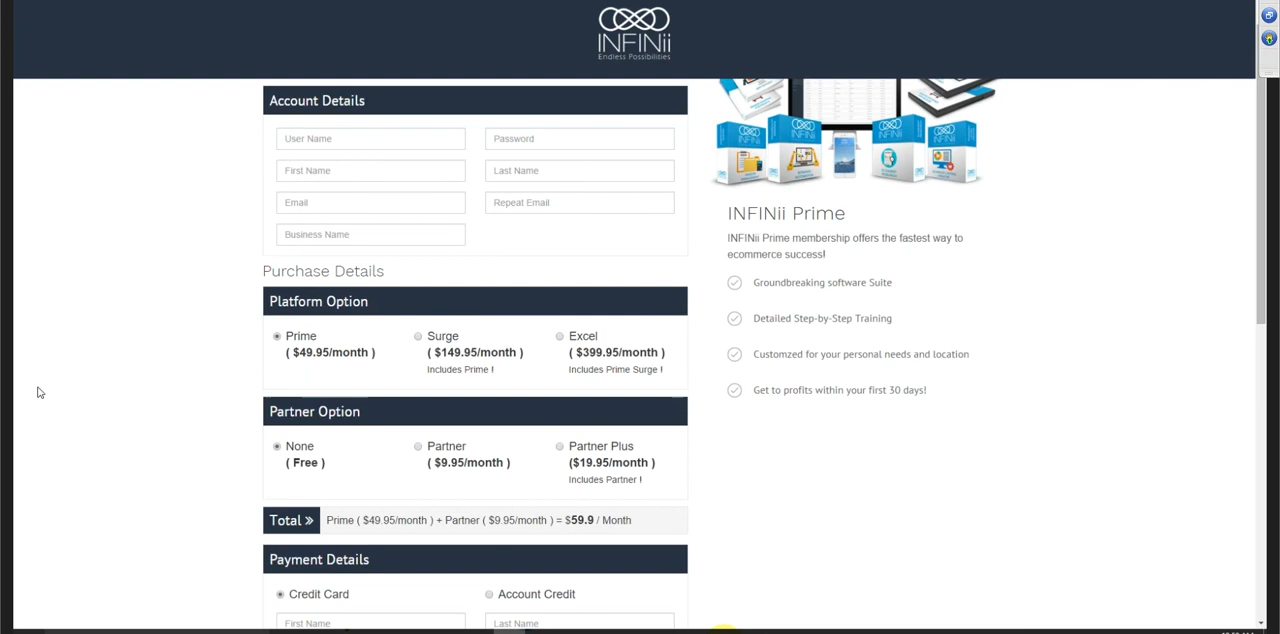 INFINii
Endless Possibilities
Account Details
User Name
Password
First Name
Last Name
Email
Repeat Email
Business Name
Purchase Details
Platform Option
Prime
( $49.95/month )
Surge
( $149.95/month )
Includes Prime !
Excel
( $399.95/month )
Includes Prime Surge !
Partner Option
None
( Free )
Partner
( $9.95/month )
Partner Plus
($19.95/month )
Includes Partner !
Total » Prime ( $49.95/month ) + Partner ( $9.95/month ) = $59.9 / Month
Payment Details
Credit Card
Account Credit
First Name
Last Name
INFINii
INFINii
INFINii
INFINii
INFINii Prime
INFINii Prime membership offers the fastest way to
ecommerce success!
Groundbreaking software Suite
Detailed Step-by-Step Training
Customzed for your personal needs and location
Get to profits within your first 30 days!